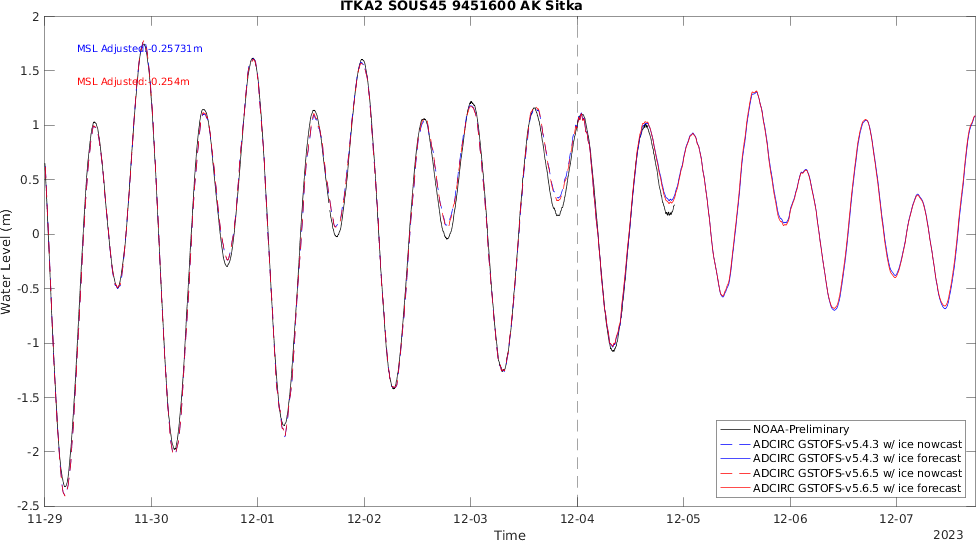 ITKA2 SOUS45 9451600 AK Sitka
MSL Adjusted:-0.25731m
MSL Adjusted:-0.254m
2
1.5
1
0.5
0
-0.5
-1
-1.5
-2
-2.5
Water Level (m)
11-29 11-30 12-01 12-02 12-03 12-04 12-05 12-06 12-07
Time
2023
NOAA-Preliminary
ADCIRC GSTOFS-v5.4.3 w/ ice nowcast
ADCIRC GSTOFS-v5.4.3 w/ ice forecast
ADCIRC GSTOFS-v5.6.5 w/ ice nowcast
ADCIRC GSTOFS-v5.6.5 w/ ice forecast